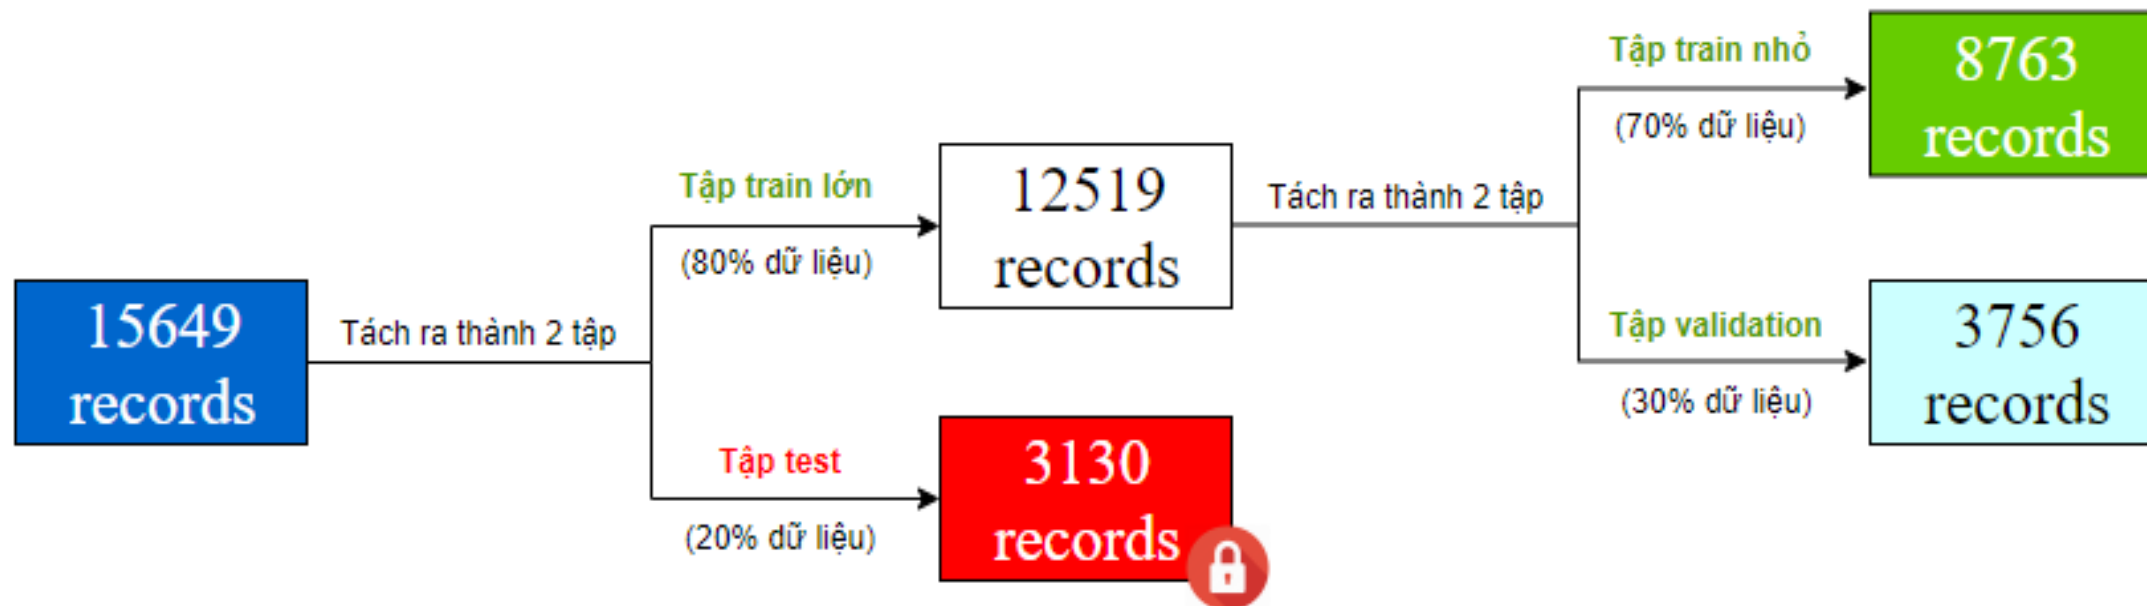 15649
records
Tách ra thành 2 tập
Tập train lớn
(80% dữ liệu)
12519
records
Tập test
(20% dữ liệu)
3130
records
Tách ra thành 2 tập
Tập train nhỏ
(70% dữ liệu)
8763
records
Tập validation
(30% dữ liệu)
3756
records